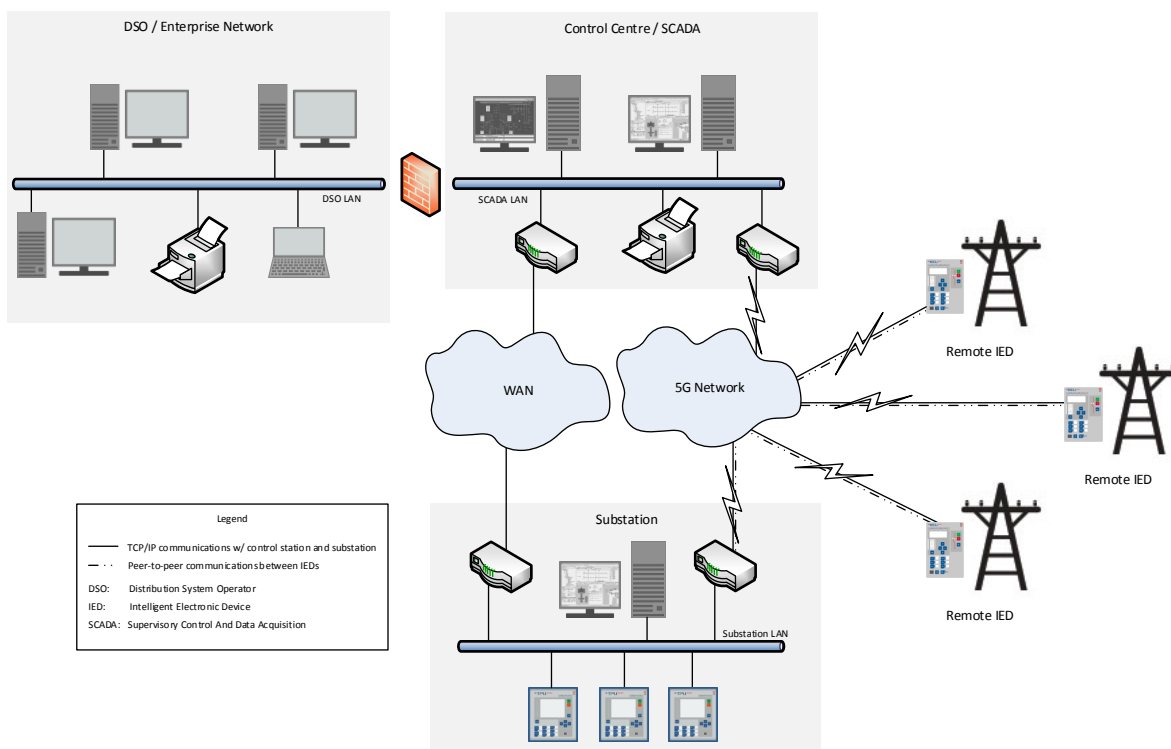 DSO / Enterprise Network
Control Centre / SCADA
DSO LAN
SCADA LAN
Remote IED
WAN
5G Network
Remote IED
Substation
Remote IED
Substation LAN
Legend
TCP/IP communications w/ control station and substation
Peer-to-peer communications between IEDs
DSO: Distribution System Operator
IED: Intelligent Electronic Device
SCADA: Supervisory Control And Data Acquisition